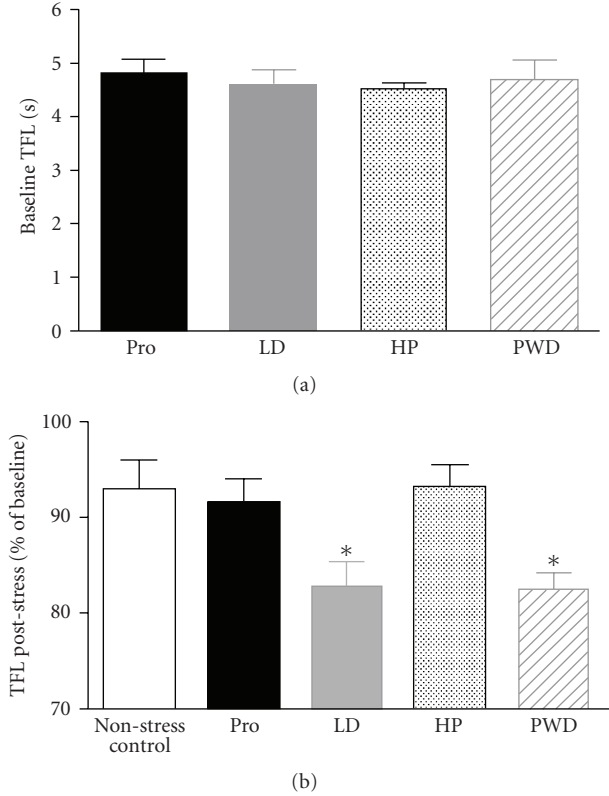 6
5
4
3
2
1
0
Baseline TFL (s)
Pro LD HP PWD
(a)
100
90
80
70
TFL post-stress (% of baseline)
* *
Non-stress control Pro LD HP PWD
(b)